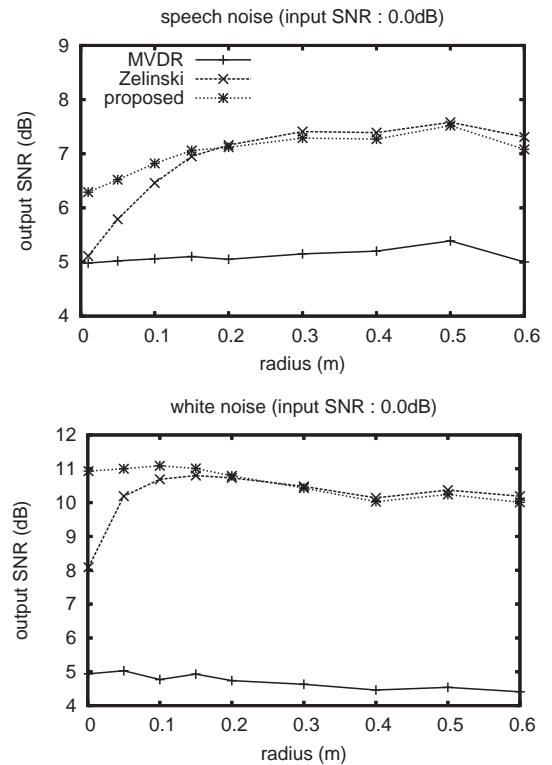 speech noise (input SNR : 0.0dB)
9
8
7
6
5
4
output SNR (dB)
MVDR
Zelinski
proposed
0 0.1 0.2 0.3 0.4 0.5 0.6
radius (m)
white noise (input SNR : 0.0dB)
12
11
10
9
8
7
6
5
4
output SNR (dB)
0 0.1 0.2 0.3 0.4 0.5 0.6
radius (m)